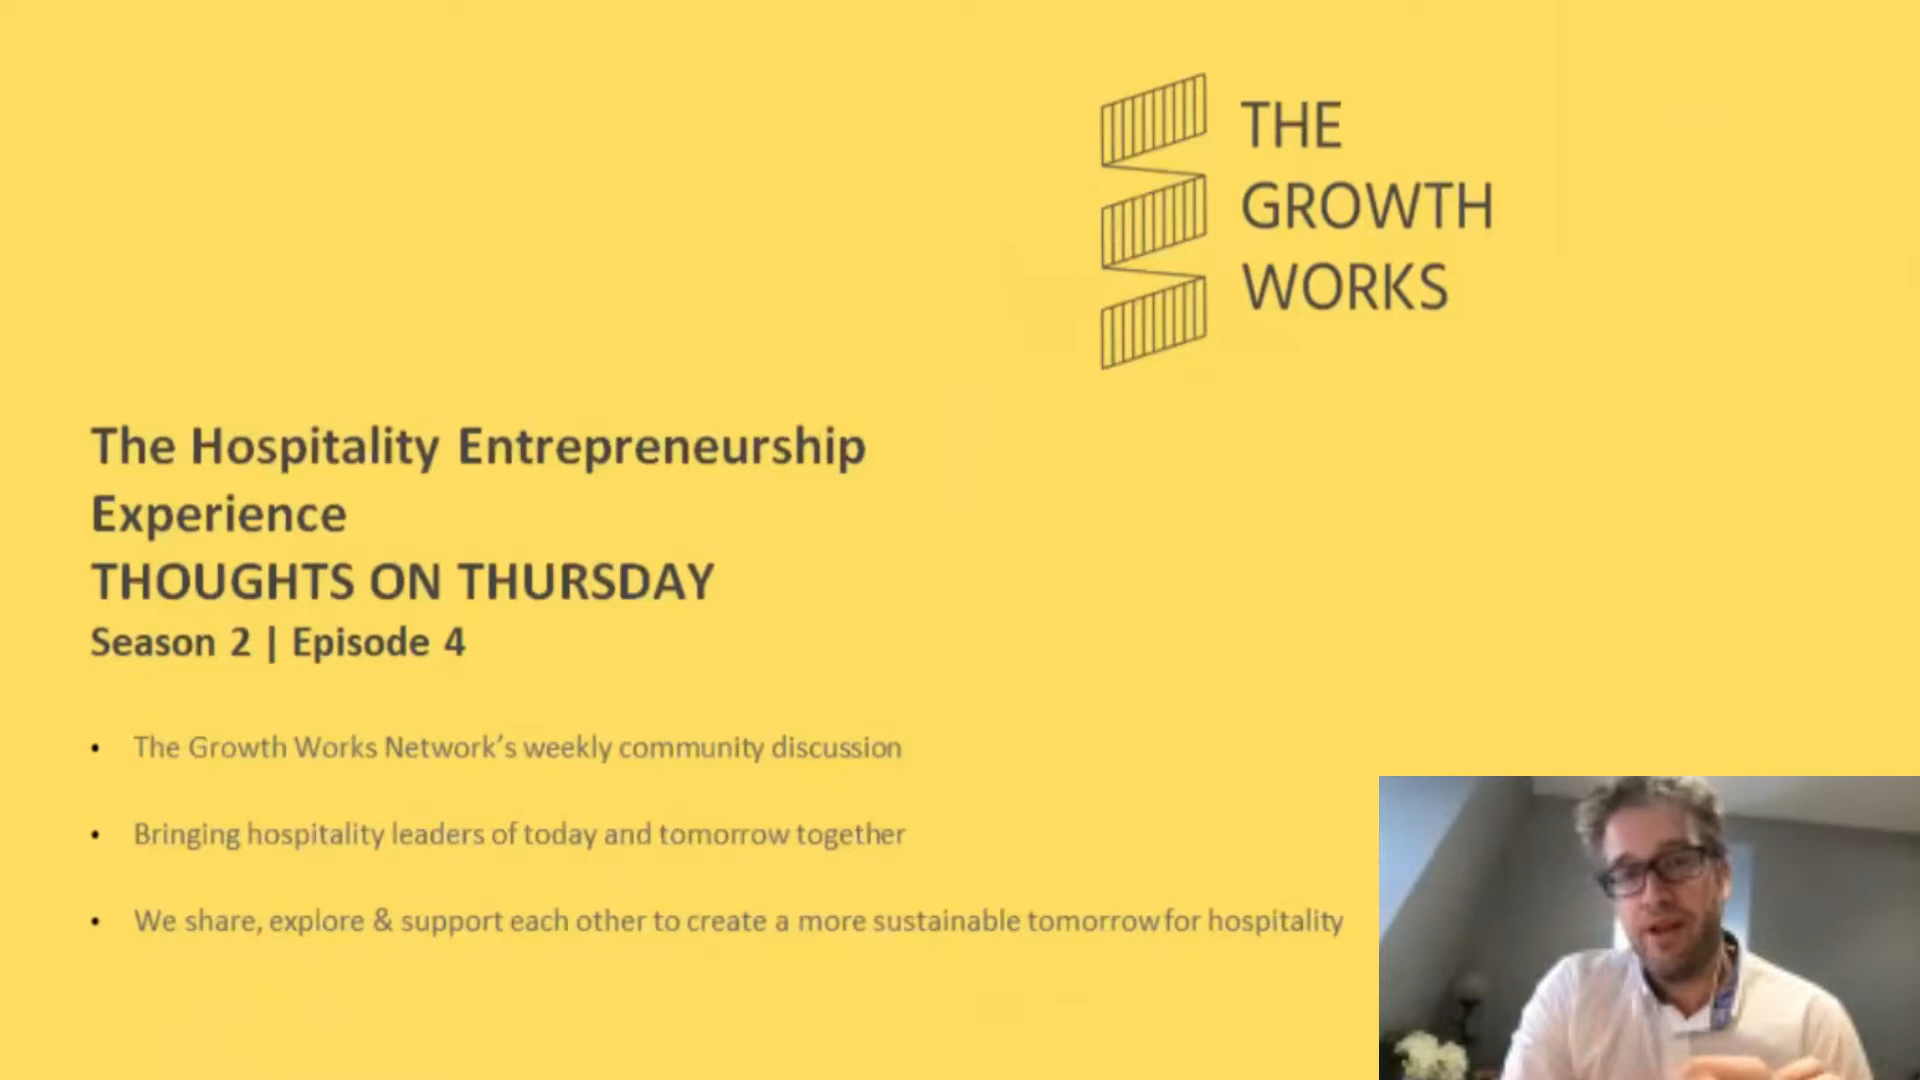 THE
GROWTH
WORKS
The Hospitality Entrepreneurship
Experience
THOUGHTS ON THURSDAY
Season 2 | Episode 4
• The Growth Works Network’s weekly community discussion
• Bringing hospitality leaders of today and tomorrow together
• We share, explore & support each other to create a more sustainable tomorrow for hospitality